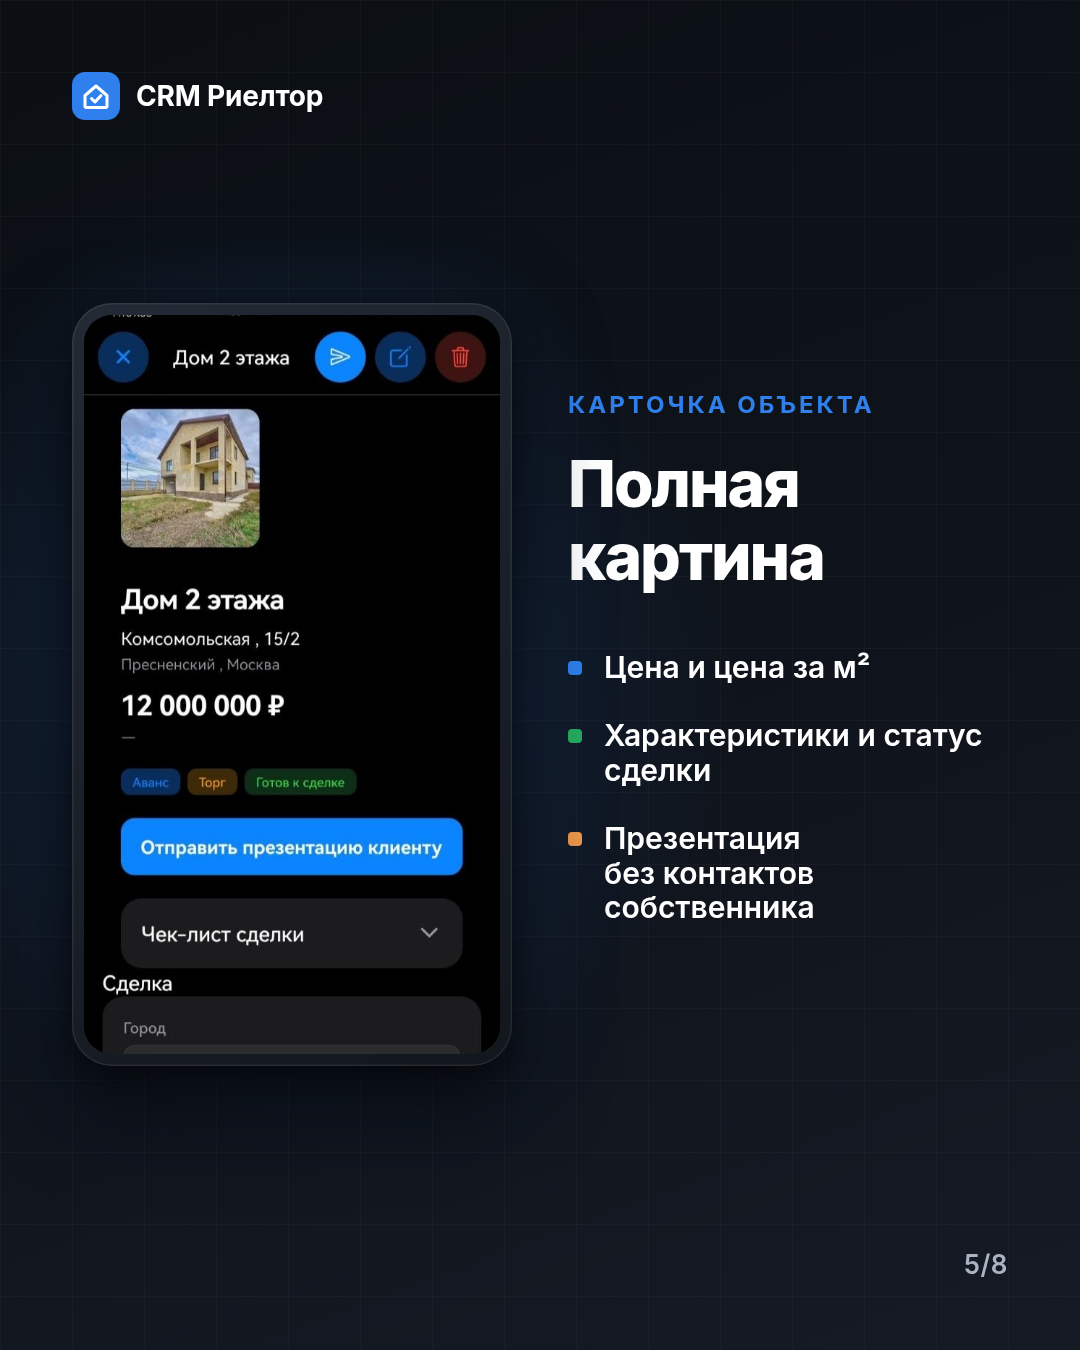 CRM Риелтор
Дом 2 этажа
Дом 2 этажа
Комсомольская , 15/2
Пресненский , Москва
12 000 000 ₽
—
Аванс Торг Готов к сделке
Отправить презентацию клиенту
Чек-лист сделки
Сделка
Город
КАРТОЧКА ОБЪЕКТА
Полная
картина
Цена и цена за м²
Характеристики и статус
сделки
Презентация
без контактов
собственника
5/8